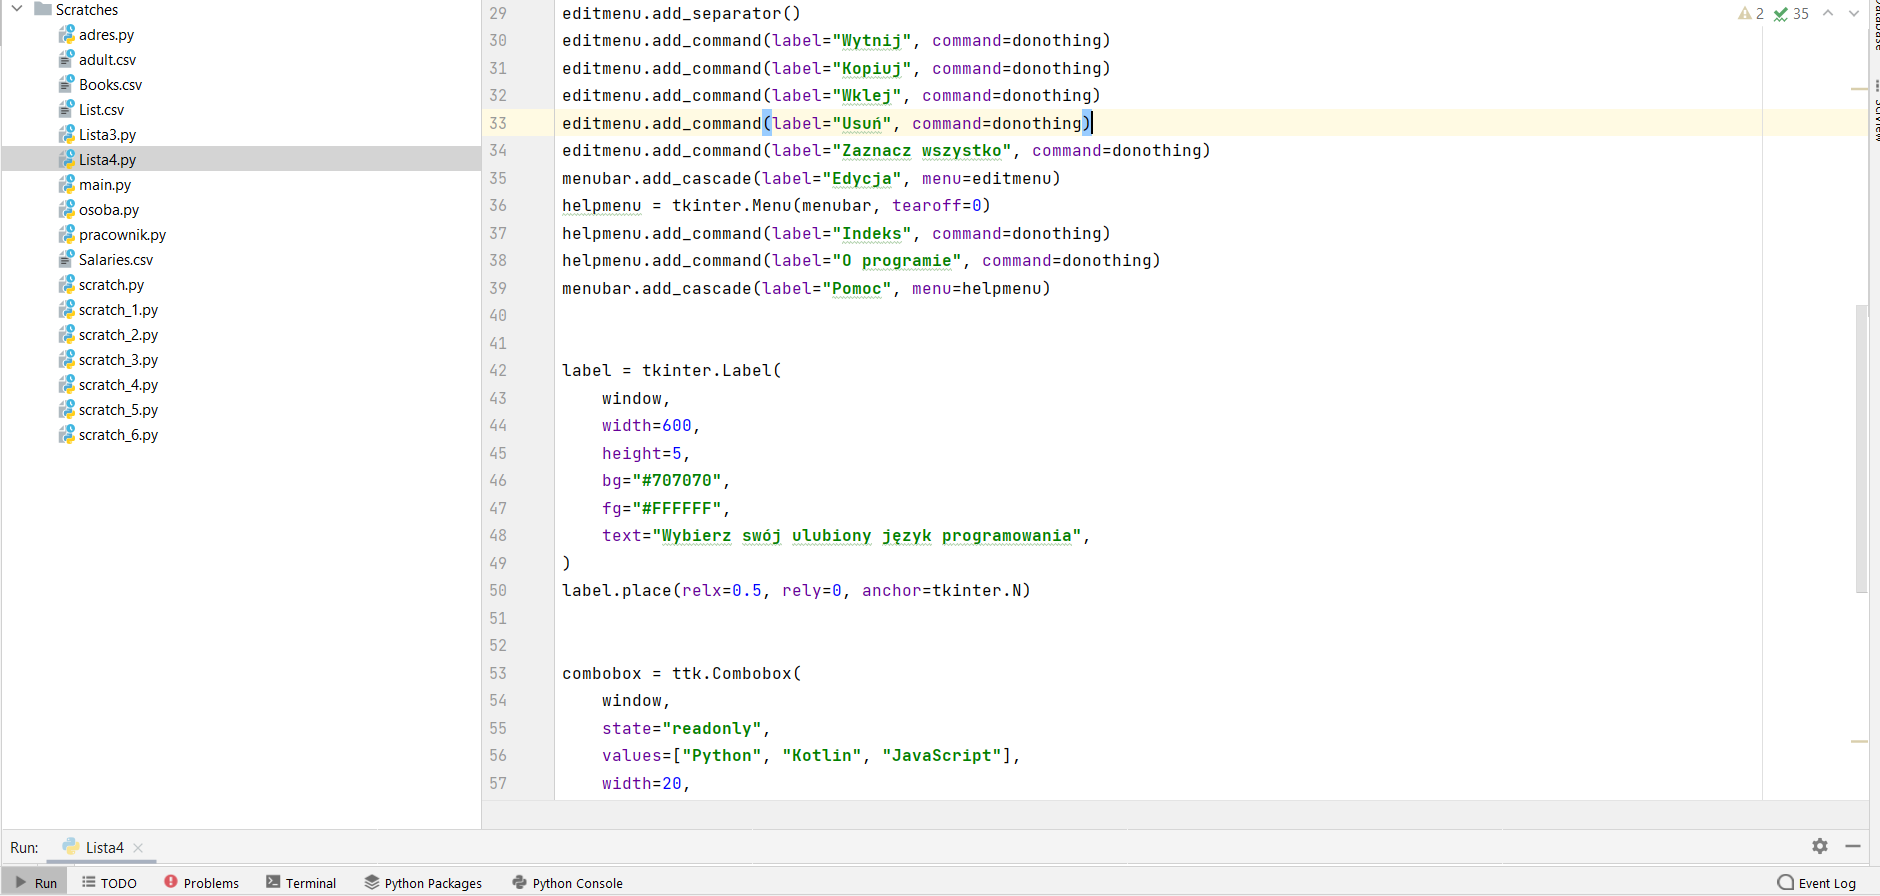 Scratches
adres.py
adult.csv
Books.csv
List.csv
Lista3.py
Lista4.py
main.py
osoba.py
pracownik.py
Salaries.csv
scratch.py
scratch_1.py
scratch_2.py
scratch_3.py
scratch_4.py
scratch_5.py
scratch_6.py
29 editmenu.add_separator()
30 editmenu.add_command(label="Wytnij", command=donothing)
31 editmenu.add_command(label="Kopiuj", command=donothing)
32 editmenu.add_command(label="Wklej", command=donothing)
33 editmenu.add_command(label="Usuń", command=donothing)
34 editmenu.add_command(label="Zaznacz wszystko", command=donothing)
35 menubar.add_cascade(label="Edycja", menu=editmenu)
36 helpmenu = tkinter.Menu(menubar, tearoff=0)
37 helpmenu.add_command(label="Indeks", command=donothing)
38 helpmenu.add_command(label="O programie", command=donothing)
39 menubar.add_cascade(label="Pomoc", menu=helpmenu)
40
41
42 label = tkinter.Label(
43     window,
44     width=600,
45     height=5,
46     bg="#707070",
47     fg="#FFFFFF",
48     text="Wybierz swój ulubiony język programowania",
49 )
50 label.place(relx=0.5, rely=0, anchor=tkinter.N)
51
52
53 combobox = ttk.Combobox(
54     window,
55     state="readonly",
56     values=["Python", "Kotlin", "JavaScript"],
57     width=20,
2 35
Run: Lista4
Run TODO Problems Terminal Python Packages Python Console Event Log